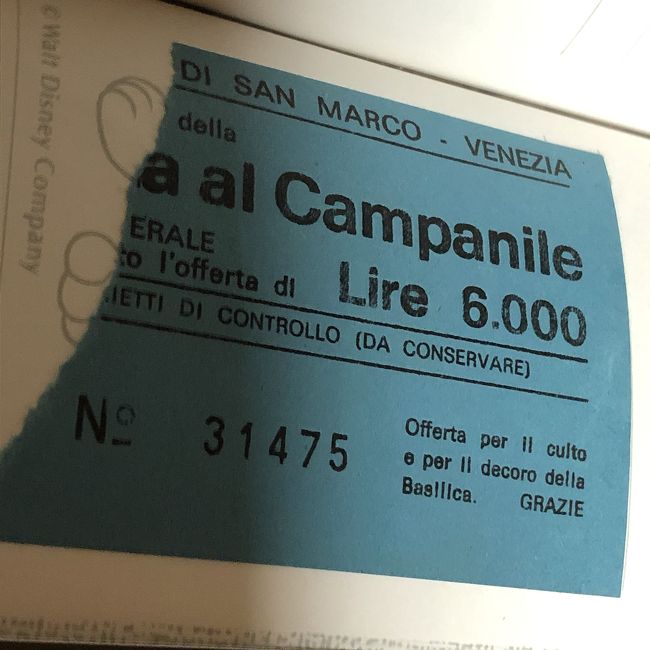 DI SAN MARCO - VENEZIA
della
a al Campanile
ERALE
to l'offerta di Lire 6.000
IETTI DI CONTROLLO (DA CONSERVARE)
Nº 31475
Offerta per il culto
e per il decoro della
Basilica. GRAZIE
© Walt Disney Company